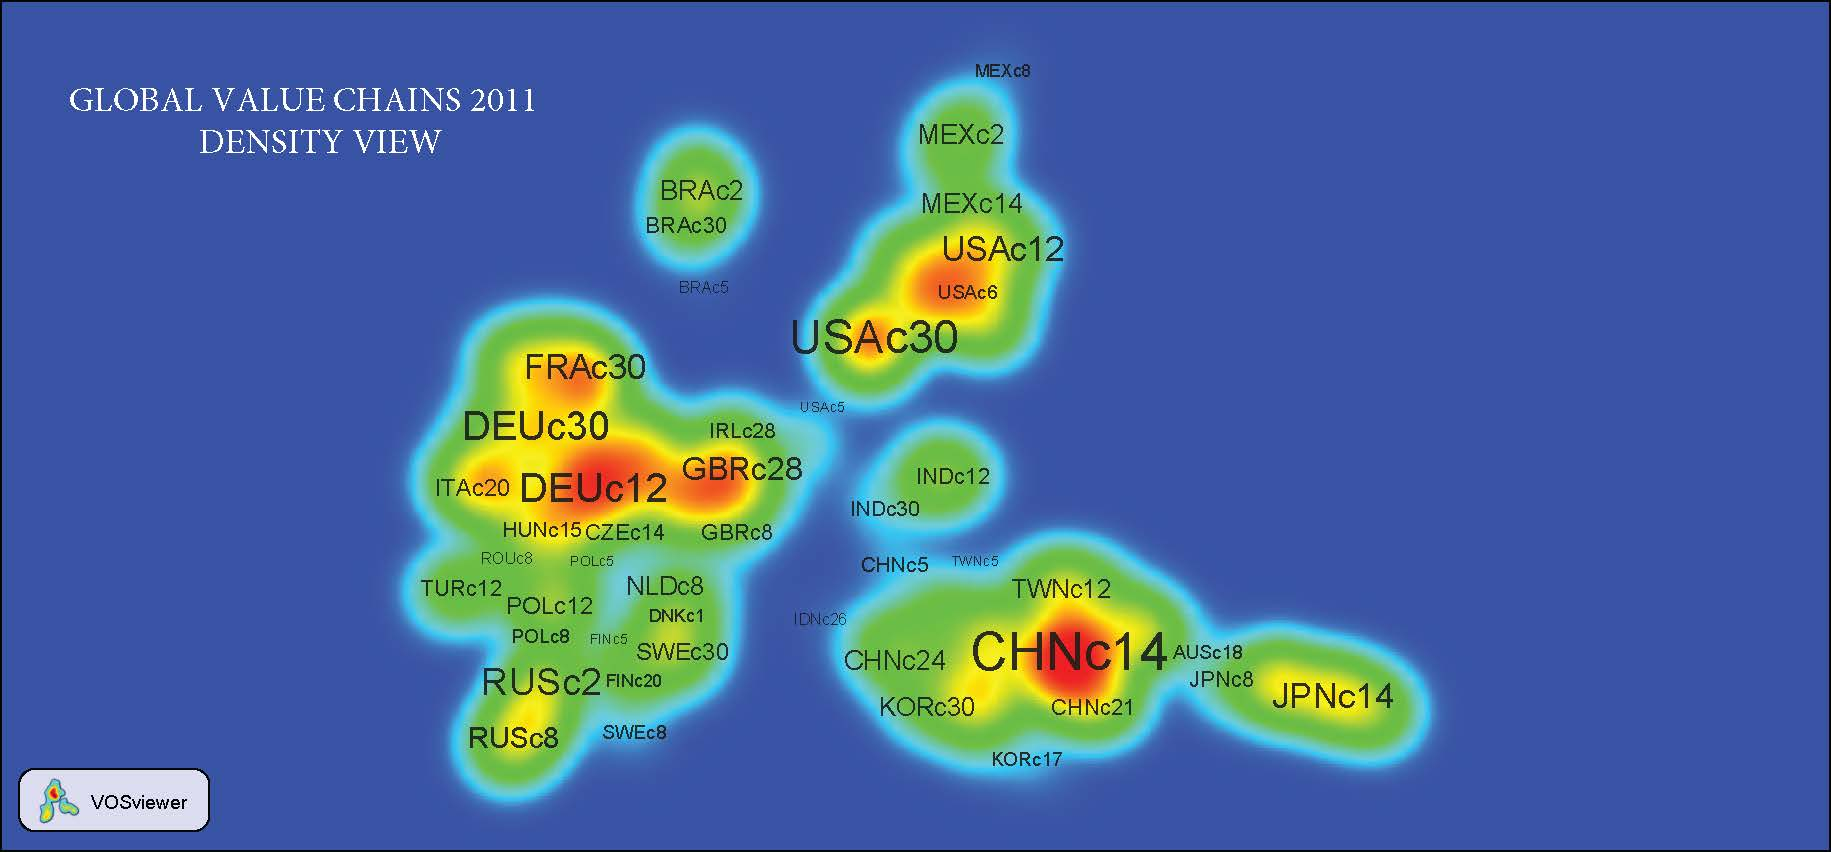 GLOBAL VALUE CHAINS 2011
DENSITY VIEW
MEXc8
MEXc2
BRAc2
MEXc14
BRAc30
USAc12
BRAc5
USAc6
USAc30
FRAc30
USAc5
DEUc30
IRLc28
GBRc28
INDc12
ITAc20
DEUc12
INDc30
HUNc15
CZEc14
GBRc8
ROUc8
POLc5
CHNc5
TWNc5
TURc12
NLDc8
TWNc12
POLc12
DNKc1
IDNc26
POLc8
FINc5
SWEc30
CHNc14
AUSc18
CHNc24
RUSc2
FINc20
JPNc8
JPNc14
KORc30
CHNc21
RUSc8
SWEc8
KORc17
VOSviewer